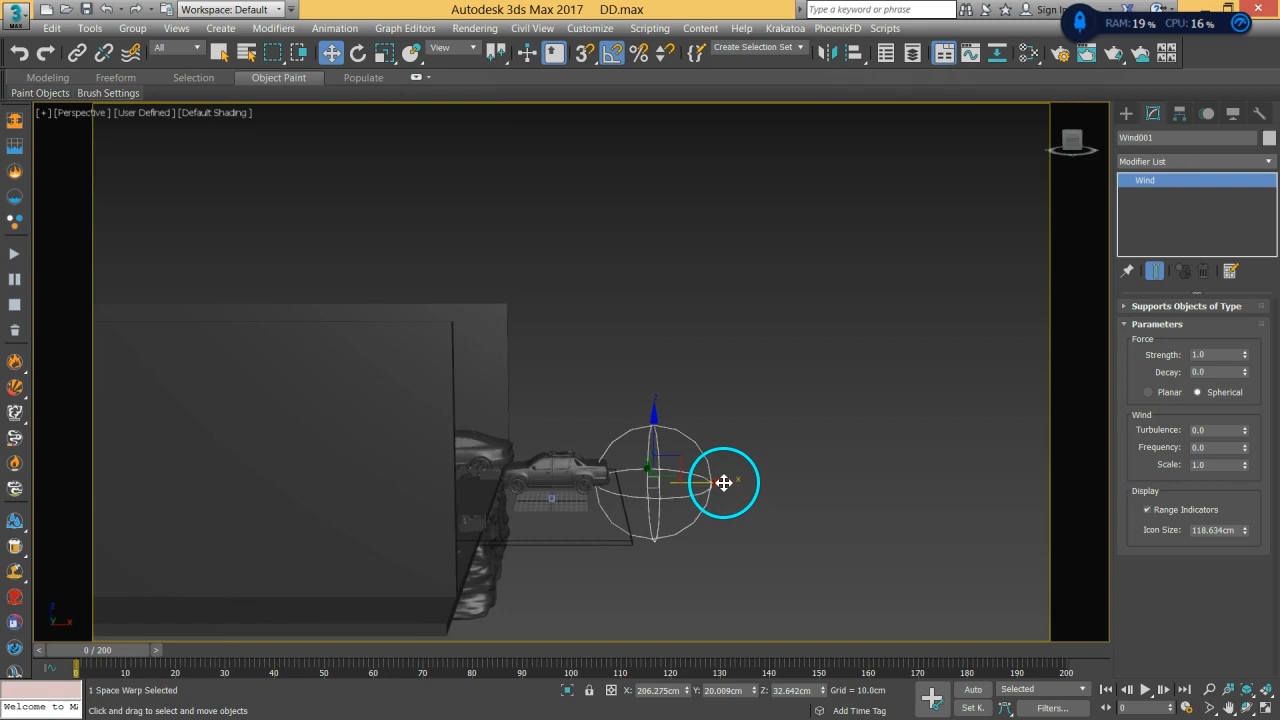 Autodesk 3ds Max 2017 DD.max
Workspace: Default
Type a keyword or phrase
RAM: 19 % CPU: 16 %
Edit Tools Group Views Create Modifiers Animation Graph Editors Rendering Civil View Customize Scripting Content Help Krakatoa PhoenixFD Scripts
All View Create Selection Set
Modeling Freeform Selection Object Paint Populate
Paint Objects Brush Settings
[ + ] [Perspective ] [User Defined ] [Default Shading ]
Wind001
Modifier List
Wind
Supports Objects of Type
Parameters
Force
Strength: 1.0
Decay: 0.0
Planar Spherical
Wind
Turbulence: 0.0
Frequency: 0.0
Scale: 1.0
Display
Range Indicators
Icon Size: 118.634cm
z
x
z
y x
< 0 / 200 >
0 10 20 30 40 50 60 70 80 90 100 110 120 130 140 150 160 170 180 190 200
1 Space Warp Selected X: 206.275cm Y: 20.009cm Z: 32.642cm Grid = 10.0cm Auto Selected
Welcome to M Click and drag to select and move objects Add Time Tag Set K. Filters... 0